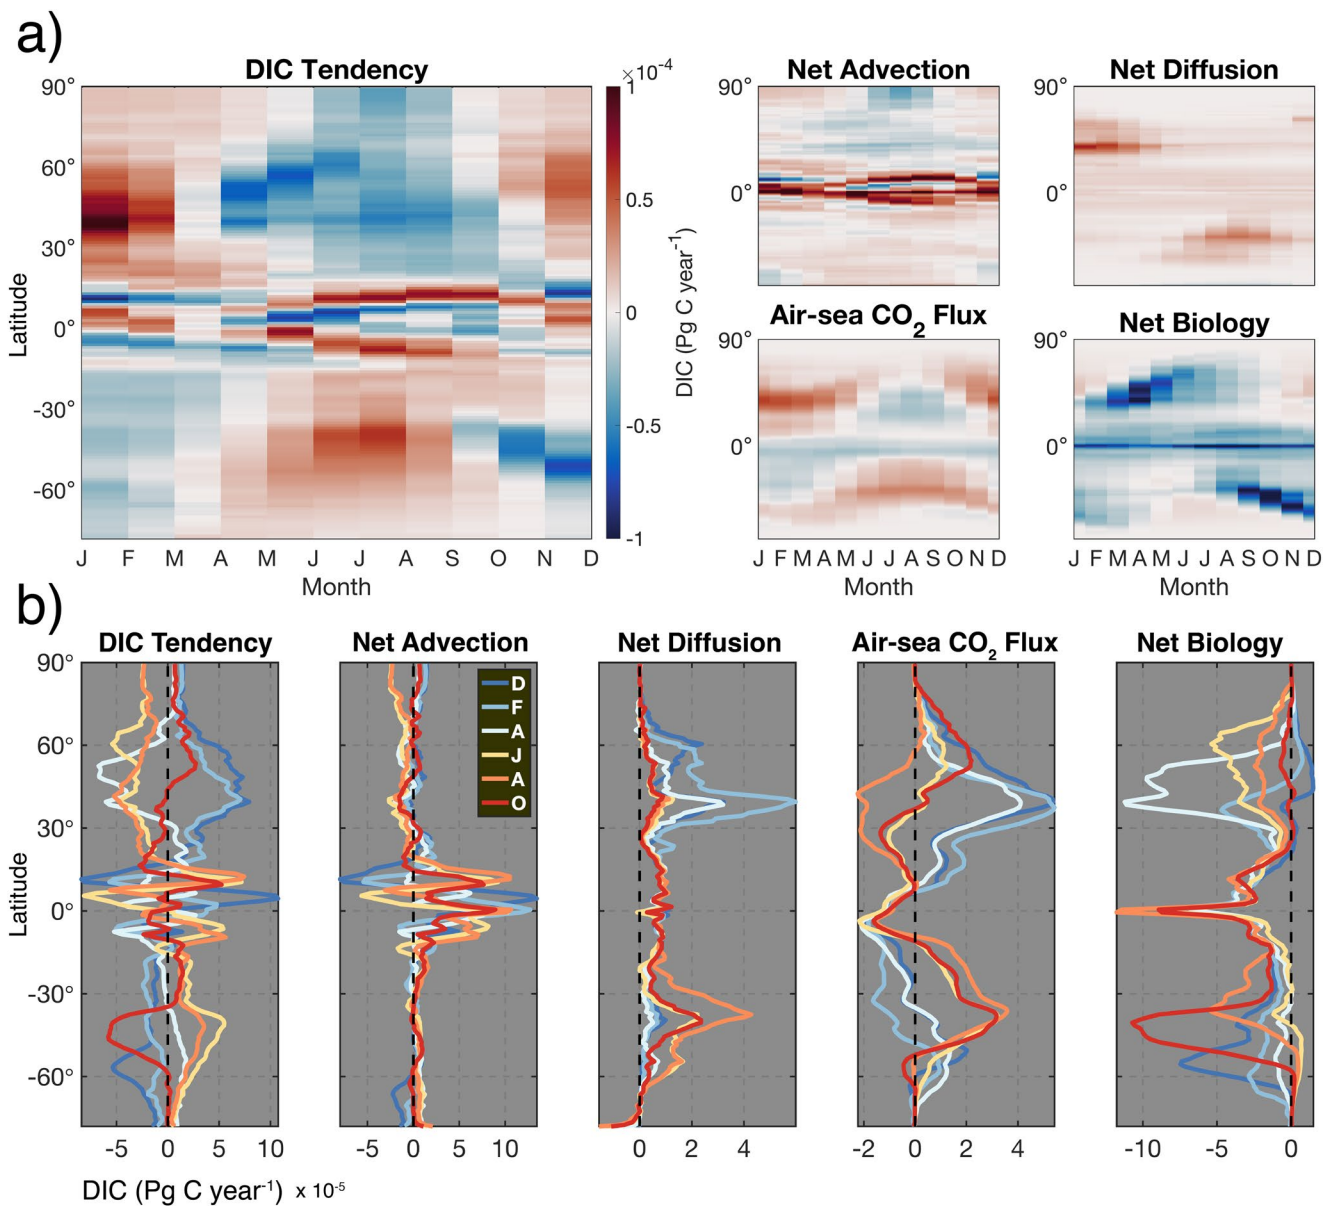 a)
DIC Tendency
×10⁻⁴
Net Advection
Net Diffusion
90°
60°
30°
0°
-30°
-60°
Latitude
1
0.5
0
-0.5
-1
DIC (Pg C year⁻¹)
90°
0°
90°
0°
Air-sea CO₂ Flux
Net Biology
90°
0°
90°
0°
J F M A M J J A S O N D
Month
J F M A M J J A S O N D
Month
J F M A M J J A S O N D
Month
b)
DIC Tendency
Net Advection
Net Diffusion
Air-sea CO₂ Flux
Net Biology
90°
60°
30°
0°
-30°
-60°
Latitude
D
F
A
J
A
O
-5 0 5 10
-5 0 5 10
0 2 4
-2 0 2 4
-10 -5 0
DIC (Pg C year⁻¹) x 10⁻⁵